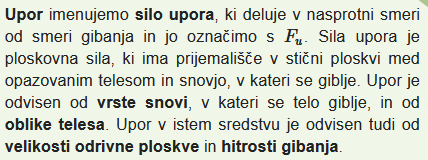 Upor imenujemo silo upora, ki deluje v nasprotni smeri
od smeri gibanja in jo označimo s Fᵤ. Sila upora je
ploskovna sila, ki ima prijemališče v stični ploskvi med
opazovanim telesom in snovjo, v kateri se giblje. Upor je
odvisen od vrste snovi, v kateri se telo giblje, in od
oblike telesa. Upor v istem sredstvu je odvisen tudi od
velikosti odrivne ploskve in hitrosti gibanja.